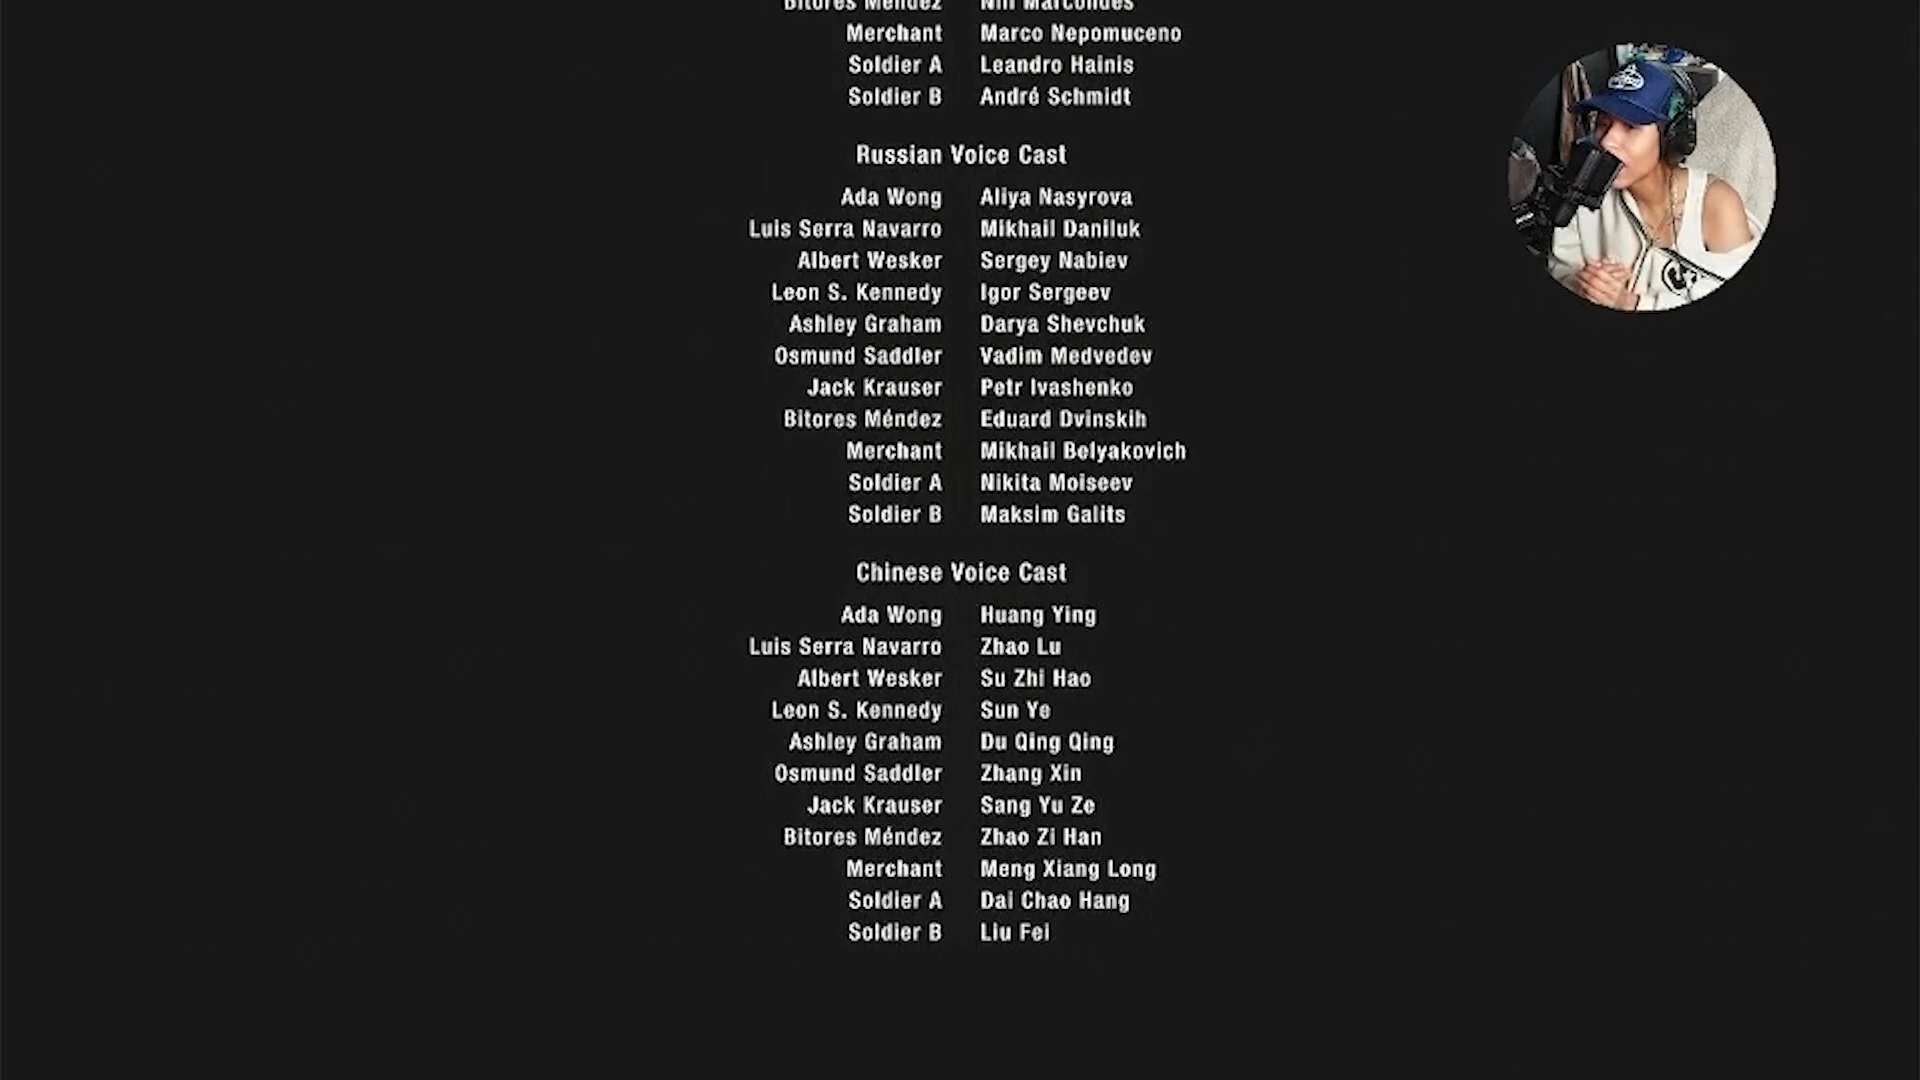 Bitores Méndez Nill Marcondes
Merchant Marco Nepomuceno
Soldier A Leandro Hainis
Soldier B André Schmidt
Russian Voice Cast
Ada Wong Aliya Nasyrova
Luis Serra Navarro Mikhail Daniluk
Albert Wesker Sergey Nabiev
Leon S. Kennedy Igor Sergeev
Ashley Graham Darya Shevchuk
Osmund Saddler Vadim Medvedev
Jack Krauser Petr Ivashenko
Bitores Méndez Eduard Dvinskih
Merchant Mikhail Belyakovich
Soldier A Nikita Moiseev
Soldier B Maksim Galits
Chinese Voice Cast
Ada Wong Huang Ying
Luis Serra Navarro Zhao Lu
Albert Wesker Su Zhi Hao
Leon S. Kennedy Sun Ye
Ashley Graham Du Qing Qing
Osmund Saddler Zhang Xin
Jack Krauser Sang Yu Ze
Bitores Méndez Zhao Zi Han
Merchant Meng Xiang Long
Soldier A Dai Chao Hang
Soldier B Liu Fei